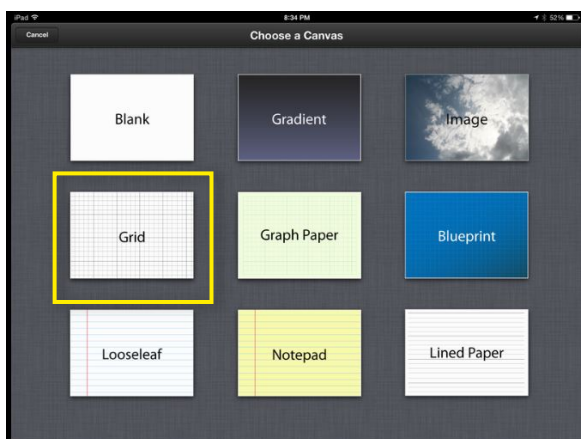 iPad 8:34 PM 52%
Cancel Choose a Canvas
Blank Gradient Image
Grid Graph Paper Blueprint
Looseleaf Notepad Lined Paper